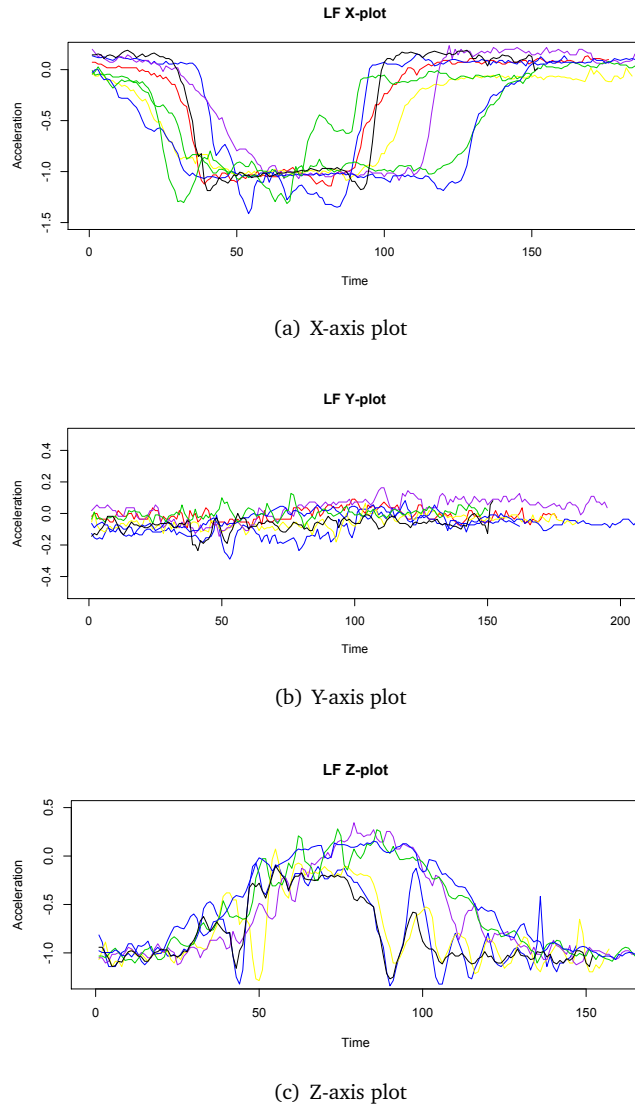 LF X-plot
Acceleration
0.0
-0.5
-1.0
-1.5
0 50 100 150
Time
(a) X-axis plot
LF Y-plot
Acceleration
0.4
0.2
0.0
-0.2
-0.4
0 50 100 150 200
Time
(b) Y-axis plot
LF Z-plot
Acceleration
0.5
0.0
-0.5
-1.0
0 50 100 150
Time
(c) Z-axis plot